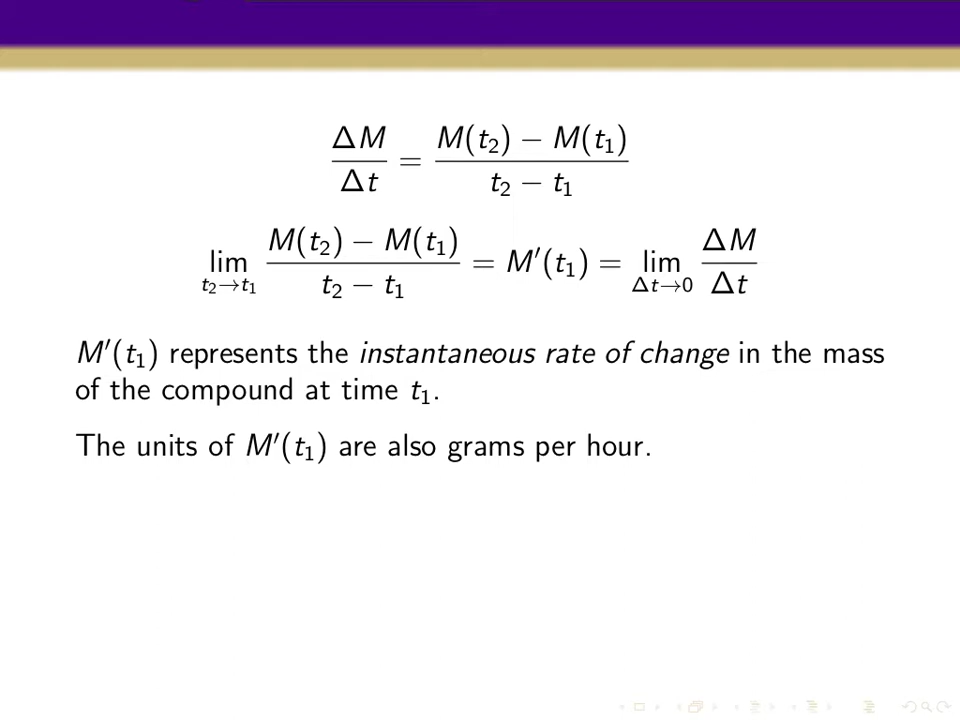 ΔM/Δt = (M(t₂) − M(t₁))/(t₂ − t₁)
lim t₂→t₁ (M(t₂) − M(t₁))/(t₂ − t₁) = M′(t₁) = lim Δt→0 ΔM/Δt
M′(t₁) represents the instantaneous rate of change in the mass
of the compound at time t₁.
The units of M′(t₁) are also grams per hour.